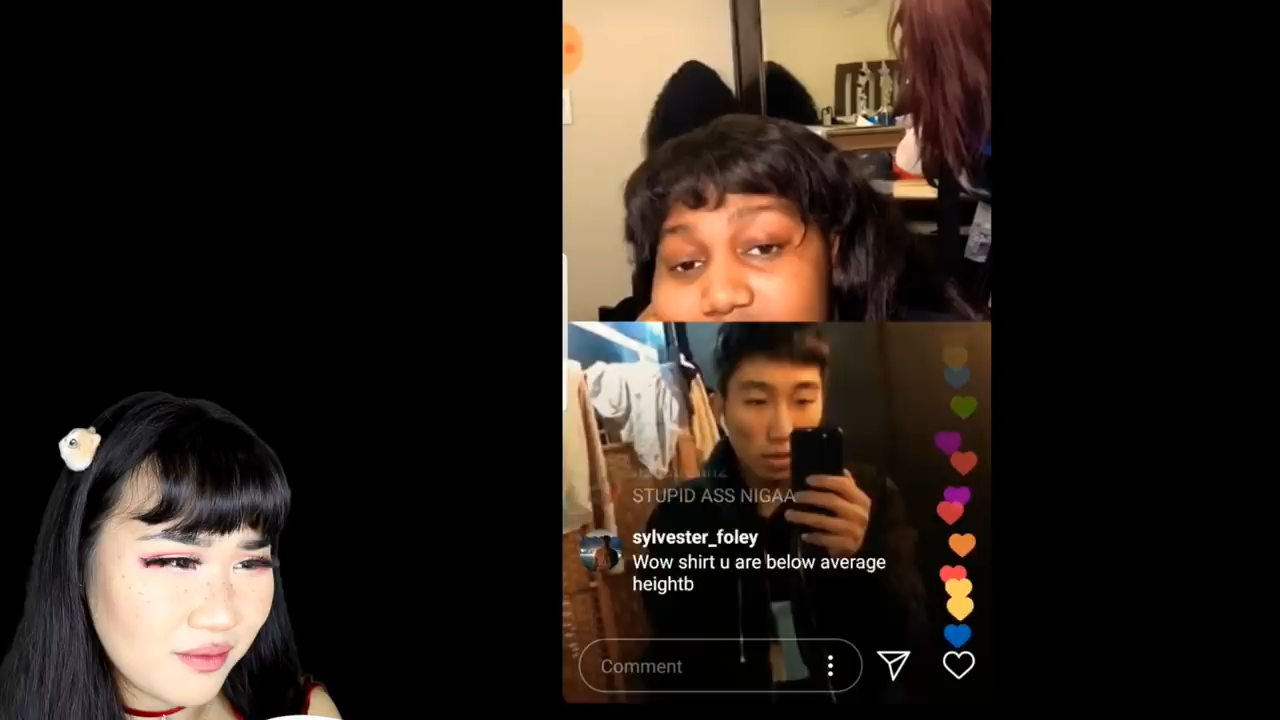 STUPID ASS NIGAA
sylvester_foley
Wow shirt u are below average
heightb
Comment